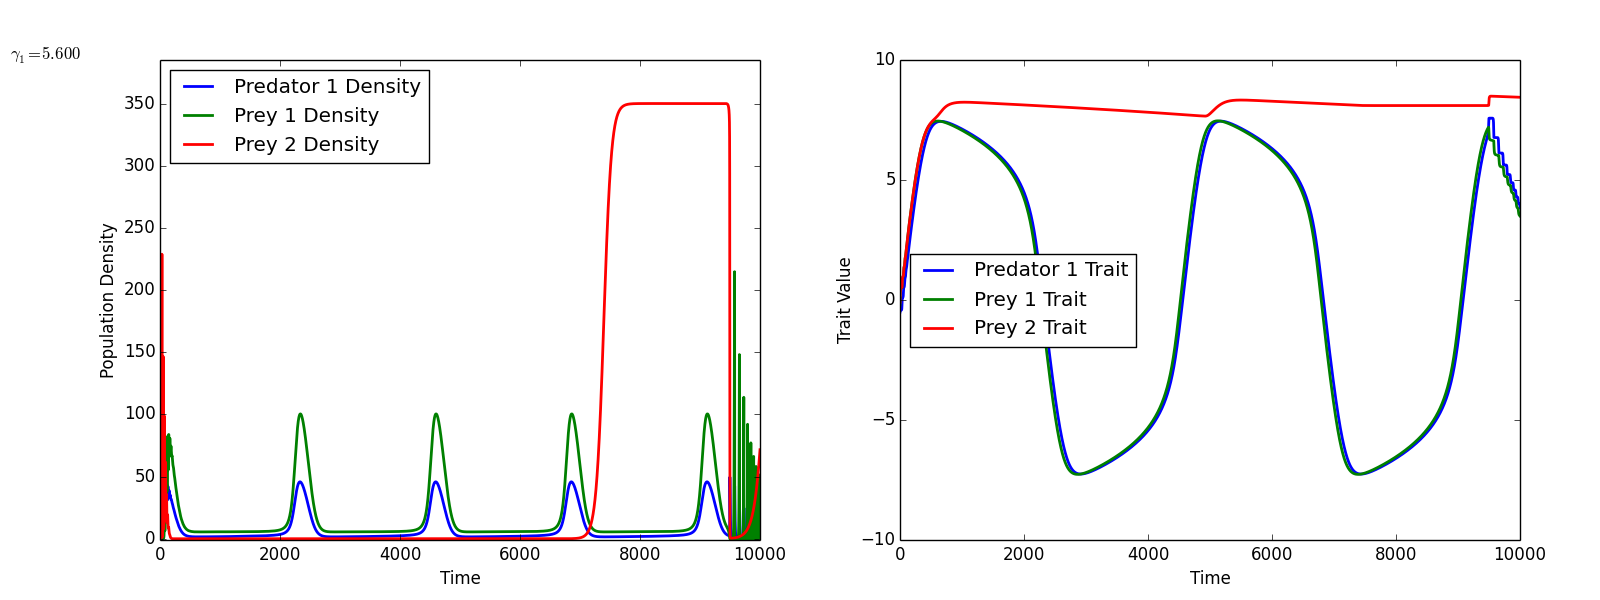 γ₁=5.600
Predator 1 Density
Prey 1 Density
Prey 2 Density
Population Density
350
300
250
200
150
100
50
0
0 2000 4000 6000 8000 10000
Time
Predator 1 Trait
Prey 1 Trait
Prey 2 Trait
Trait Value
10
5
0
−5
−10
0 2000 4000 6000 8000 10000
Time